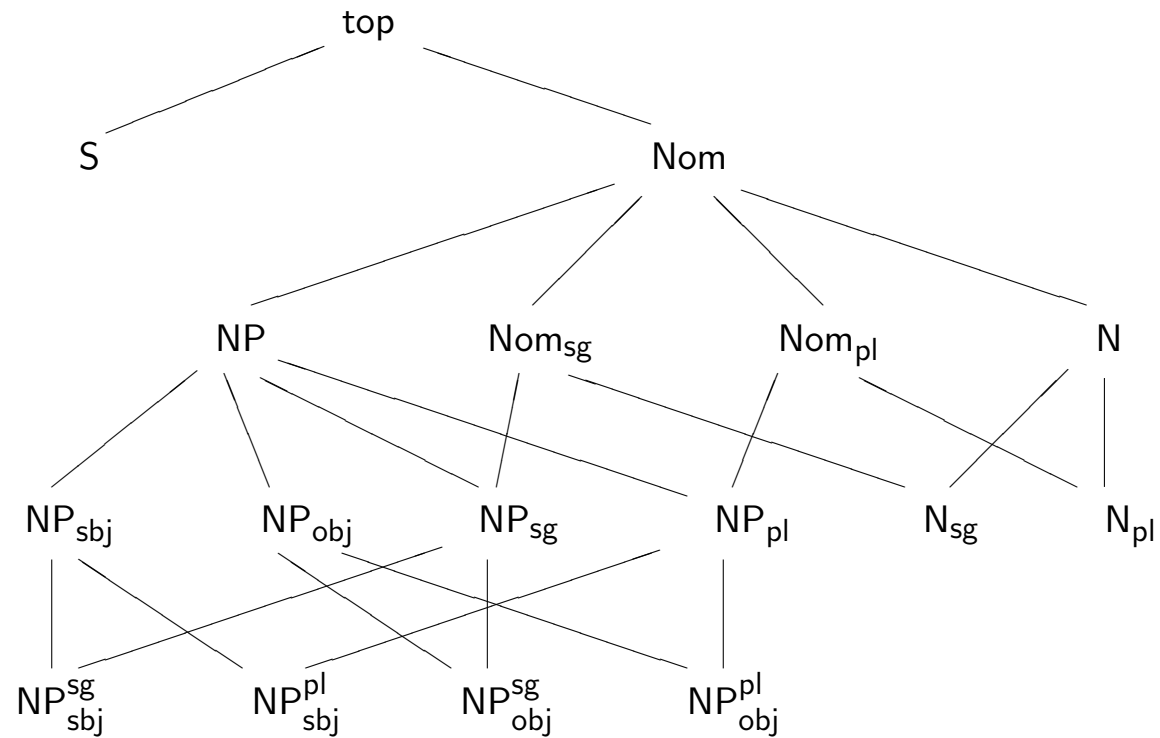 top
S Nom
NP Nom_sg Nom_pl N
NP_sbj NP_obj NP_sg NP_pl N_sg N_pl
NP^sg_sbj NP^pl_sbj NP^sg_obj NP^pl_obj